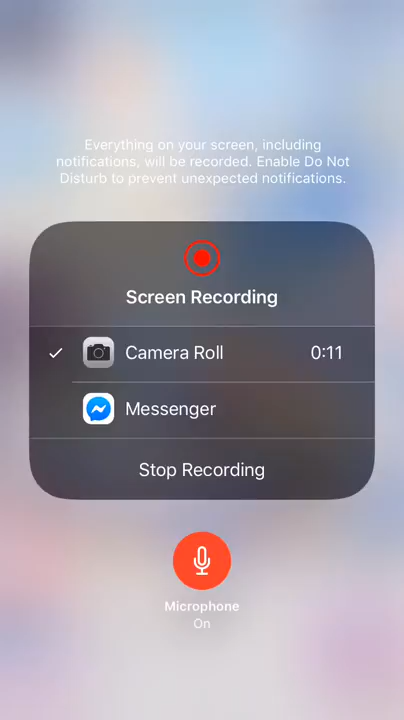 Everything on your screen, including
notifications, will be recorded. Enable Do Not
Disturb to prevent unexpected notifications.
Screen Recording
Camera Roll 0:11
Messenger
Stop Recording
Microphone
On